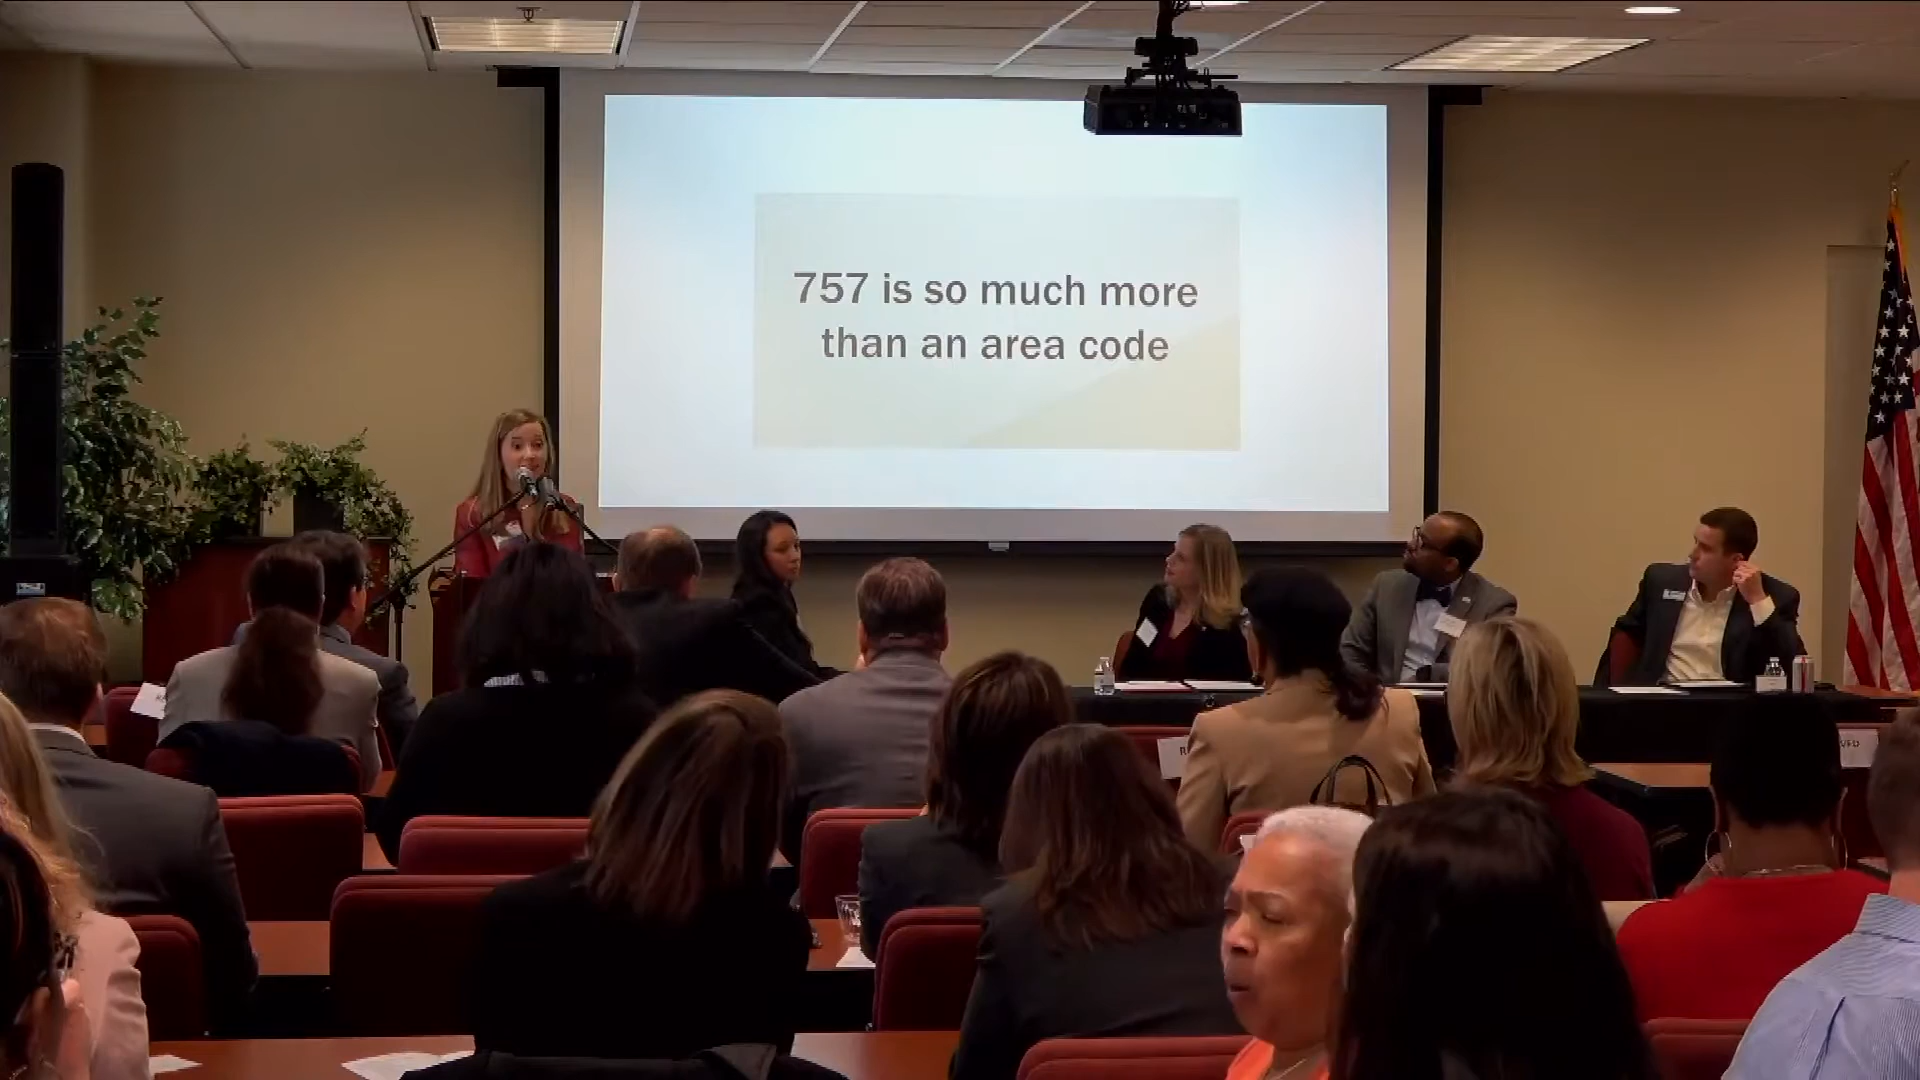 757 is so much more
than an area code